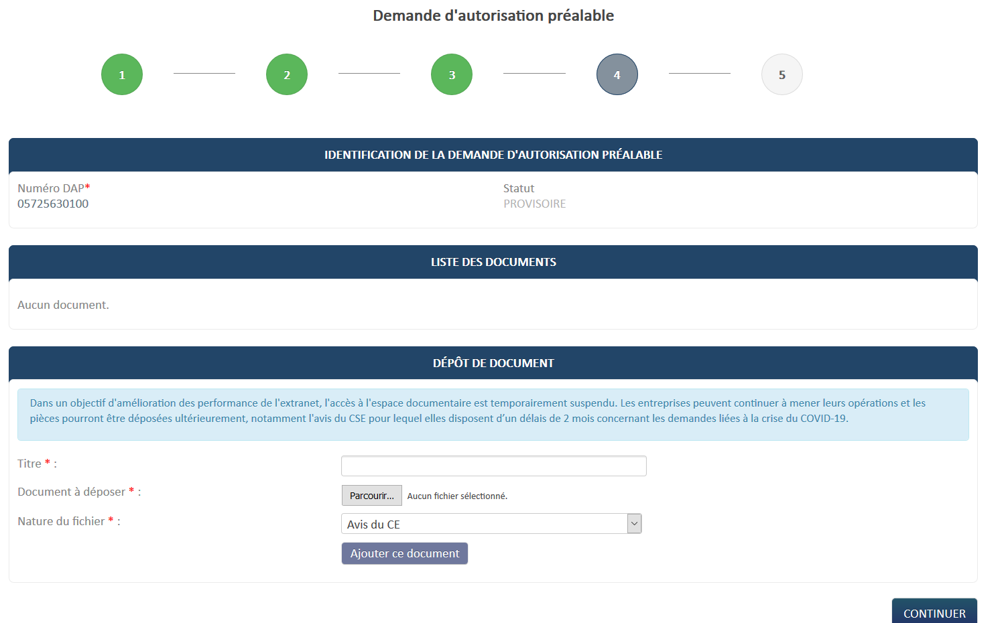 Demande d'autorisation préalable
1
2
3
4
5
IDENTIFICATION DE LA DEMANDE D'AUTORISATION PRÉALABLE
Numéro DAP*
05725630100
Statut
PROVISOIRE
LISTE DES DOCUMENTS
Aucun document.
DÉPÔT DE DOCUMENT
Dans un objectif d'amélioration des performance de l'extranet, l'accès à l'espace documentaire est temporairement suspendu. Les entreprises peuvent continuer à mener leurs opérations et les
pièces pourront être déposées ultérieurement, notamment l'avis du CSE pour lequel elles disposent d’un délais de 2 mois concernant les demandes liées à la crise du COVID-19.
Titre * :
Document à déposer * :
Parcourir... Aucun fichier sélectionné.
Nature du fichier * :
Avis du CE
Ajouter ce document
CONTINUER